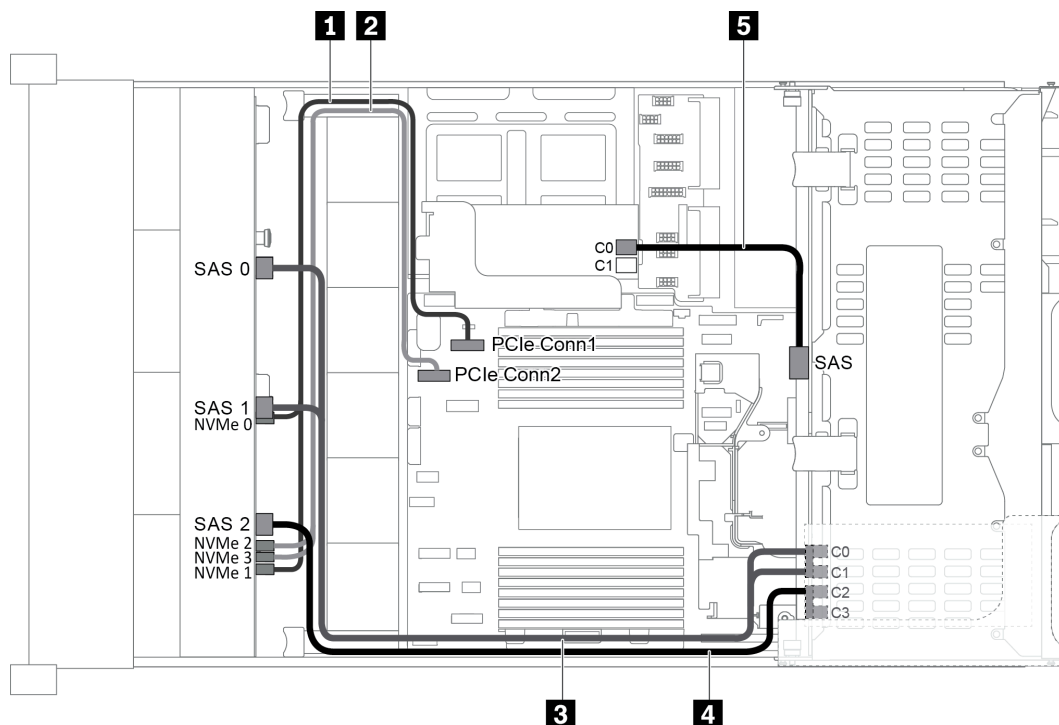 1 2 5
C0
C1
SAS 0
PCIe Conn1
PCIe Conn2
SAS
SAS 1
NVMe 0
SAS 2
NVMe 2
NVMe 3
NVMe 1
C0
C1
C2
C3
3 4